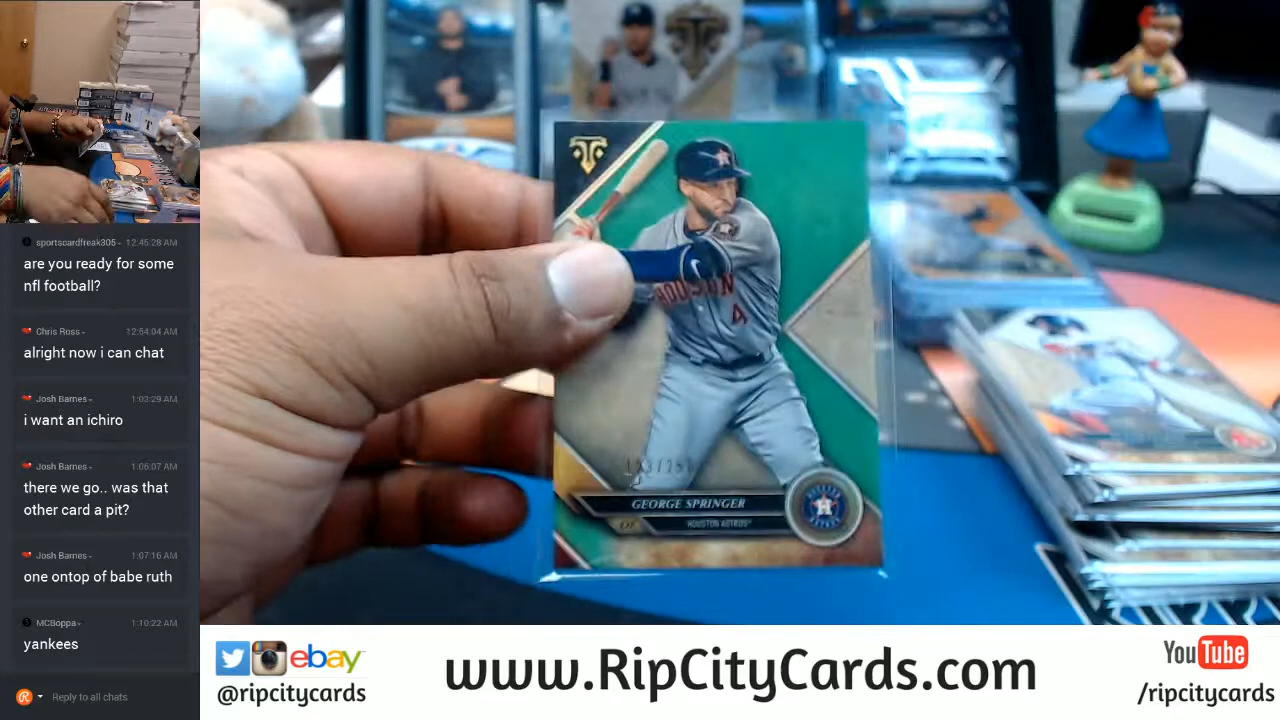 sportscardfreak305 - 12:45:28 AM
are you ready for some
nfl football?
Chris Ross - 12:54:04 AM
alright now i can chat
Josh Barnes - 1:03:29 AM
i want an ichiro
Josh Barnes - 1:06:07 AM
there we go.. was that
other card a pit?
Josh Barnes - 1:07:16 AM
one ontop of babe ruth
MCBoppa - 1:10:22 AM
yankees
Reply to all chats
HOUSTON
4
GEORGE SPRINGER
OF
HOUSTON ASTROS
ebay
@ripcitycards
www.RipCityCards.com
YouTube
/ripcitycards